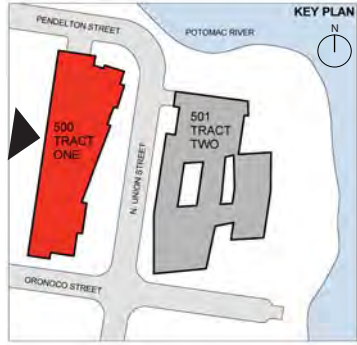 KEY PLAN
PENDELTON STREET
POTOMAC RIVER
N
500
TRACT
ONE
501
TRACT
TWO
N. UNION STREET
ORONOCO STREET